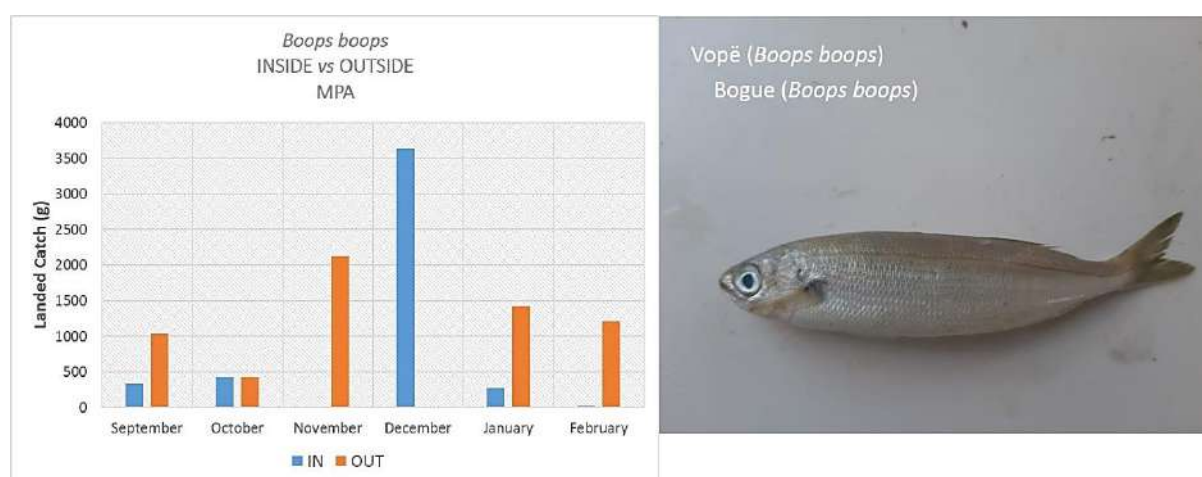 Boops boops
INSIDE vs OUTSIDE
MPA
Landed Catch (g)
4000
3500
3000
2500
2000
1500
1000
500
0
September October November December January February
IN OUT
Vopë (Boops boops)
Bogue (Boops boops)